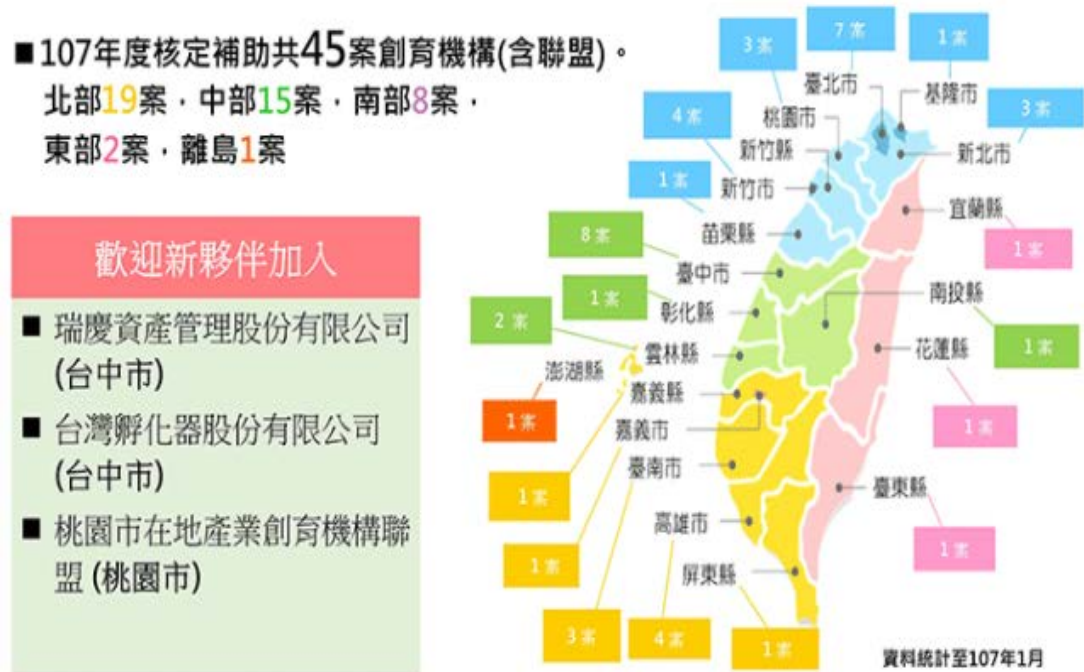 ■107年度核定補助共45案創育機構(含聯盟)。
北部19案，中部15案，南部8案，
東部2案，離島1案
歡迎新夥伴加入
■ 瑞慶資產管理股份有限公司
(台中市)
■ 台灣孵化器股份有限公司
(台中市)
■ 桃園市在地產業創育機構聯
盟 (桃園市)
7案
3案
1案
臺北市
基隆市
4案
桃園市
3案
新竹縣
新北市
1案
新竹市
宜蘭縣
苗栗縣
8案
1案
臺中市
南投縣
1案
彰化縣
2案
雲林縣
花蓮縣
1案
澎湖縣
嘉義縣
1案
嘉義市
1案
臺南市
臺東縣
1案
高雄市
1案
1案
屏東縣
3案
4案
1案
資料統計至107年1月